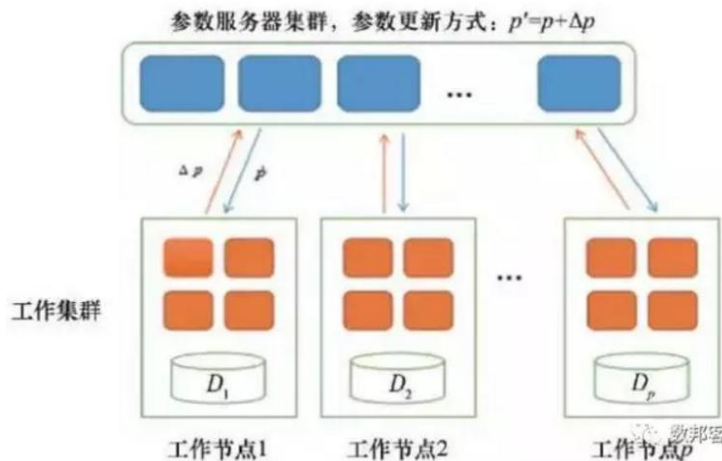 参数服务器集群，参数更新方式：p'=p+Δp
...
Δp
p'
...
工作集群
D₁
D₂
Dₚ
数邦客
工作节点1
工作节点2
工作节点p